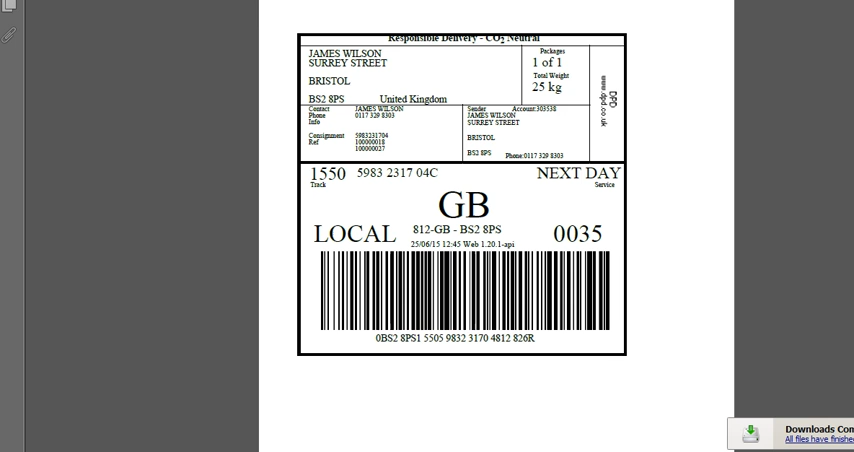 Responsible Delivery - CO2 Neutral
JAMES WILSON
SURREY STREET
BRISTOL
BS2 8PS United Kingdom
Packages
1 of 1
Total Weight
25 kg
DPD
www.dpd.co.uk
Contact JAMES WILSON
Phone 0117 329 8303
Info
Consignment 5983231704
Ref 100000018
100000027
Sender Account:303538
JAMES WILSON
SURREY STREET
BRISTOL
BS2 8PS Phone:0117 329 8303
1550 5983 2317 04C NEXT DAY
Track Service
GB
LOCAL 812-GB - BS2 8PS 0035
25/06/15 12:45 Web 1.20.1-api
0BS2 8PS1 5505 9832 3170 4812 826R
Downloads Com
All files have finishe